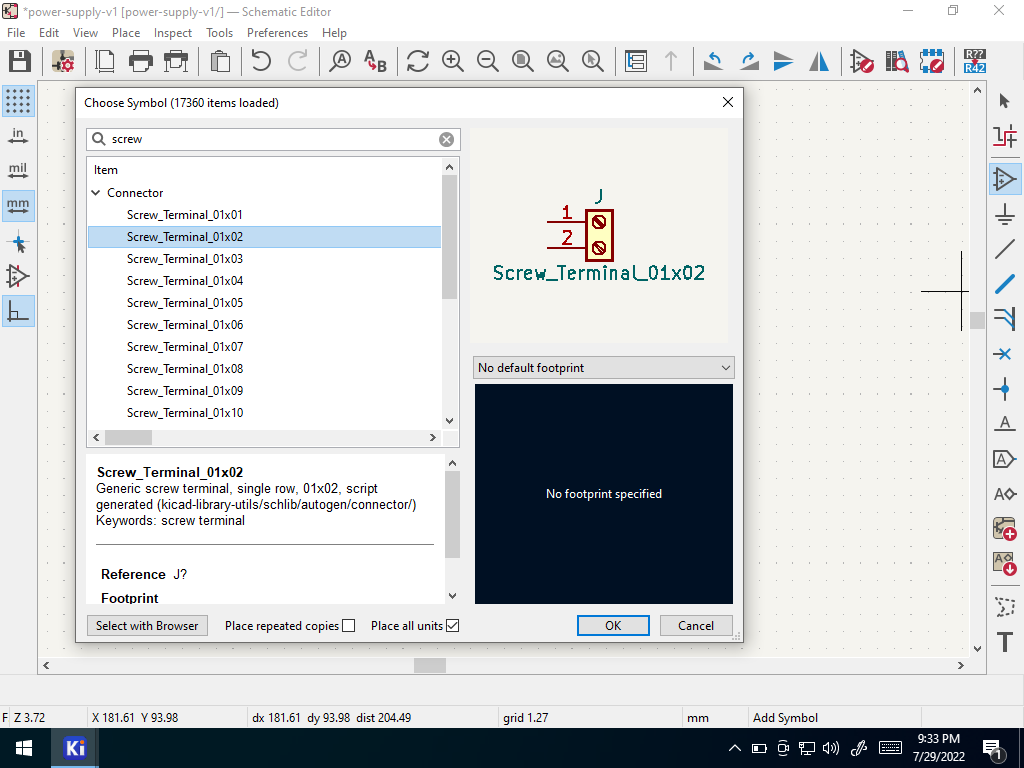 *power-supply-v1 [power-supply-v1/] — Schematic Editor
File Edit View Place Inspect Tools Preferences Help
A
A B
R??
R42
in
mil
mm
Choose Symbol (17360 items loaded)
screw
Item
Connector
Screw_Terminal_01x01
Screw_Terminal_01x02
Screw_Terminal_01x03
Screw_Terminal_01x04
Screw_Terminal_01x05
Screw_Terminal_01x06
Screw_Terminal_01x07
Screw_Terminal_01x08
Screw_Terminal_01x09
Screw_Terminal_01x10
J
1
2
Screw_Terminal_01x02
No default footprint
No footprint specified
Screw_Terminal_01x02
Generic screw terminal, single row, 01x02, script
generated (kicad-library-utils/schlib/autogen/connector/)
Keywords: screw terminal
Reference J?
Footprint
Select with Browser Place repeated copies Place all units OK Cancel
A
A
A
A
T
F Z 3.72 X 181.61 Y 93.98 dx 181.61 dy 93.98 dist 204.49 grid 1.27 mm Add Symbol
Ki
9:33 PM
7/29/2022
1